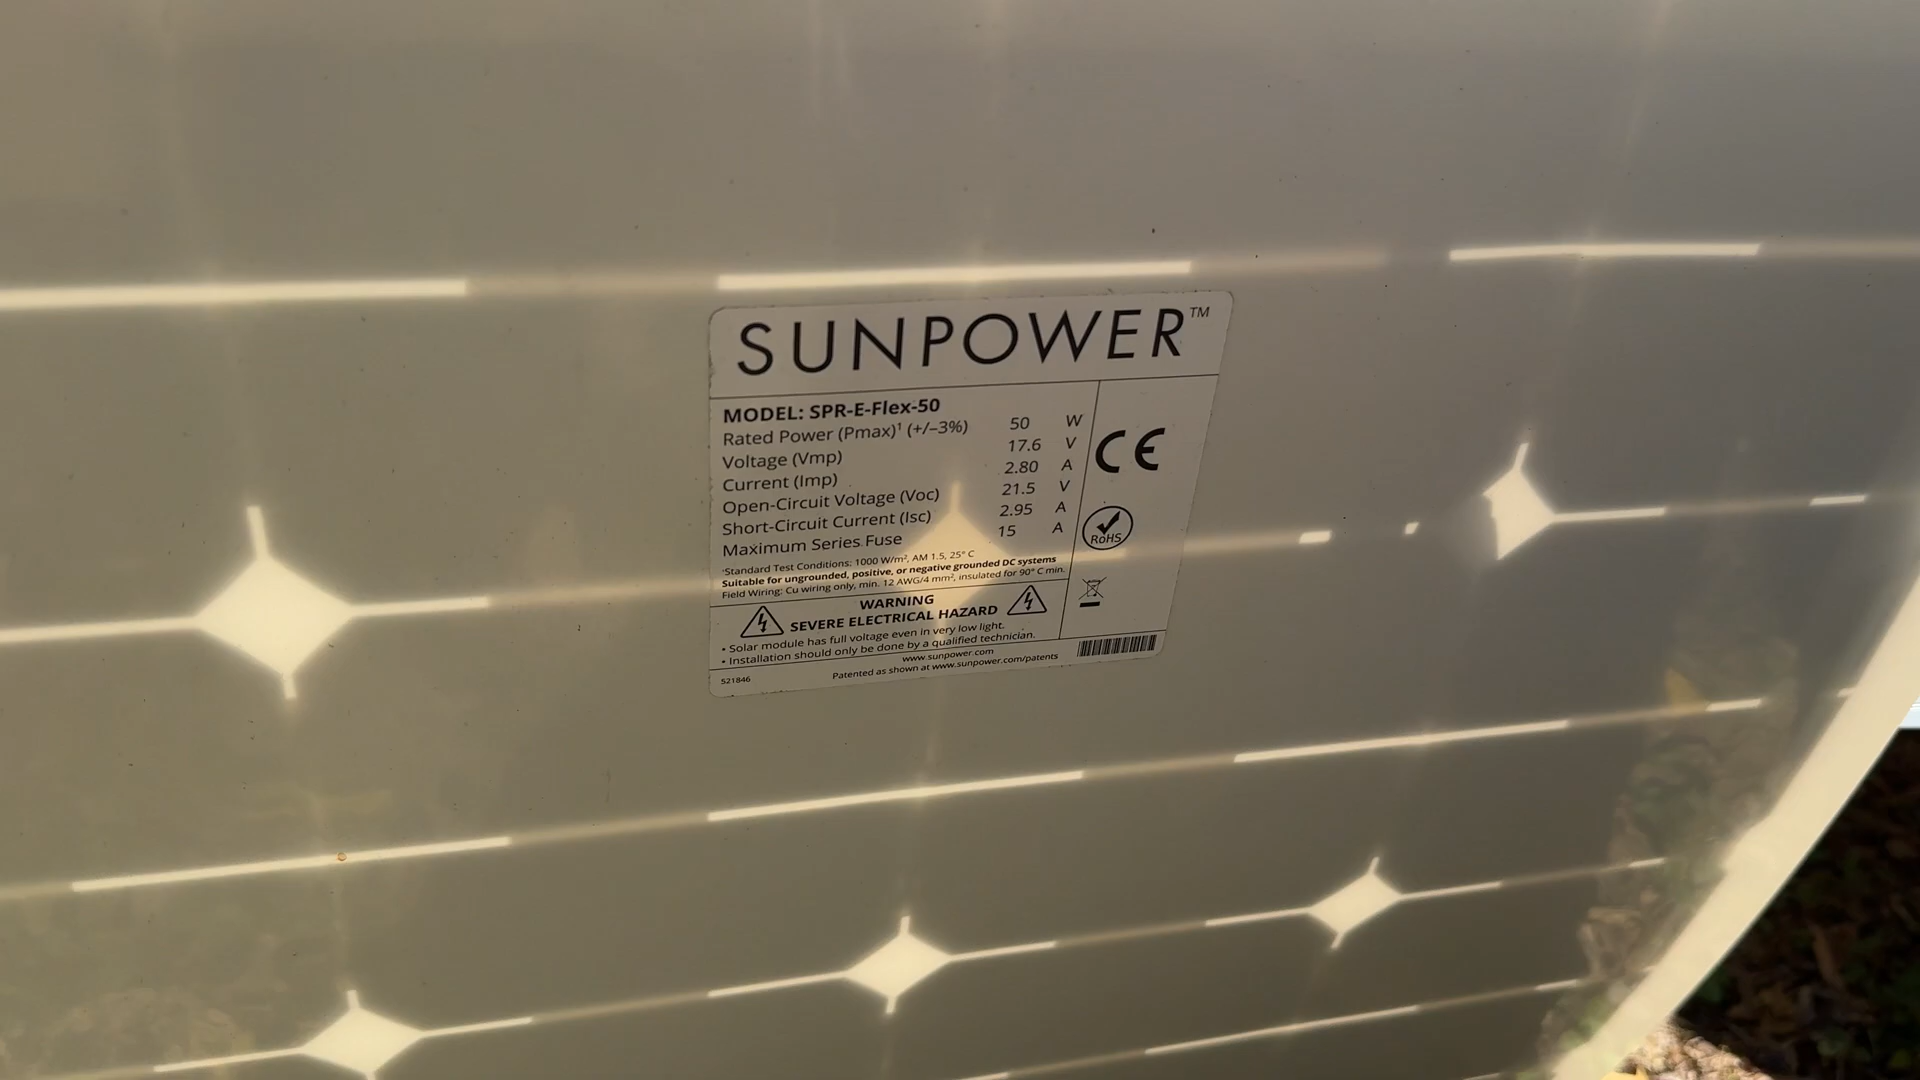 SUNPOWER™
MODEL: SPR-E-Flex-50
Rated Power (Pmax)¹ (+/–3%) 50 W
Voltage (Vmp) 17.6 V
Current (Imp) 2.80 A
Open-Circuit Voltage (Voc) 21.5 V
Short-Circuit Current (Isc) 2.95 A
Maximum Series Fuse 15 A
¹Standard Test Conditions: 1000 W/m², AM 1.5, 25° C
Suitable for ungrounded, positive, or negative grounded DC systems
Field Wiring: Cu wiring only, min. 12 AWG/4 mm², insulated for 90° C min.
CE
RoHS
WARNING
SEVERE ELECTRICAL HAZARD
• Solar module has full voltage even in very low light.
• Installation should only be done by a qualified technician.
www.sunpower.com
521846 Patented as shown at www.sunpower.com/patents